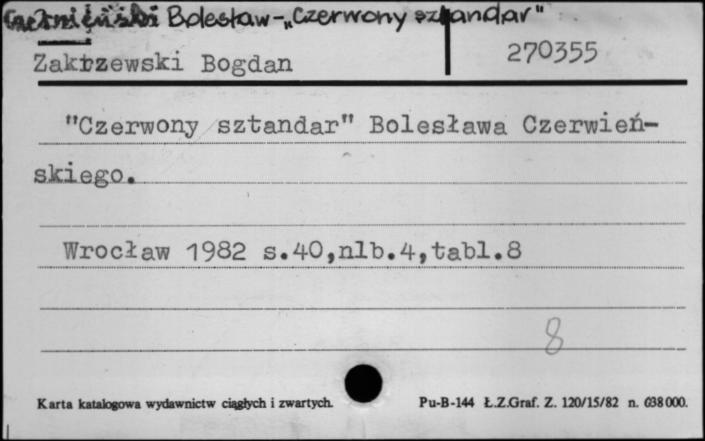 Czerwieński Bolesław-„Czerwony sztandar"
Zakrzewski Bogdan
270355
"Czerwony sztandar" Bolesława Czerwień-
skiego.
Wrocław 1982 s.40,nlb.4,tabl.8
8
Karta katalogowa wydawnictw ciągłych i zwartych.
Pu-B-144 Ł.Z.Graf. Z. 120/15/82 n. 638000.